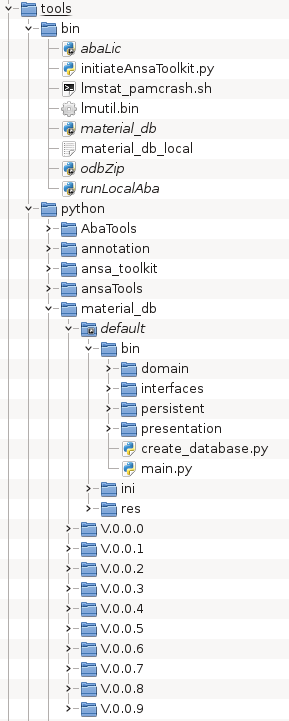 tools
bin
abaLic
initiateAnsaToolkit.py
lmstat_pamcrash.sh
lmutil.bin
material_db
material_db_local
odbZip
runLocalAba
python
AbaTools
annotation
ansa_toolkit
ansaTools
material_db
default
bin
domain
interfaces
persistent
presentation
create_database.py
main.py
ini
res
V.0.0.0
V.0.0.1
V.0.0.2
V.0.0.3
V.0.0.4
V.0.0.5
V.0.0.6
V.0.0.7
V.0.0.8
V.0.0.9